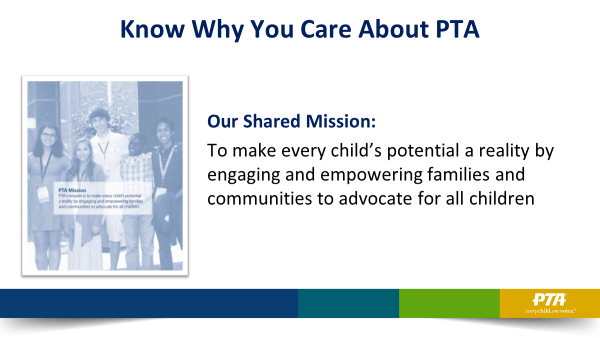 Know Why You Care About PTA
Our Shared Mission:
To make every child’s potential a reality by
engaging and empowering families and
communities to advocate for all children
PTA Mission
PTA's mission is to make every child's potential
a reality by engaging and empowering families
and communities to advocate for all children.
PTA
everychild.onevoice.